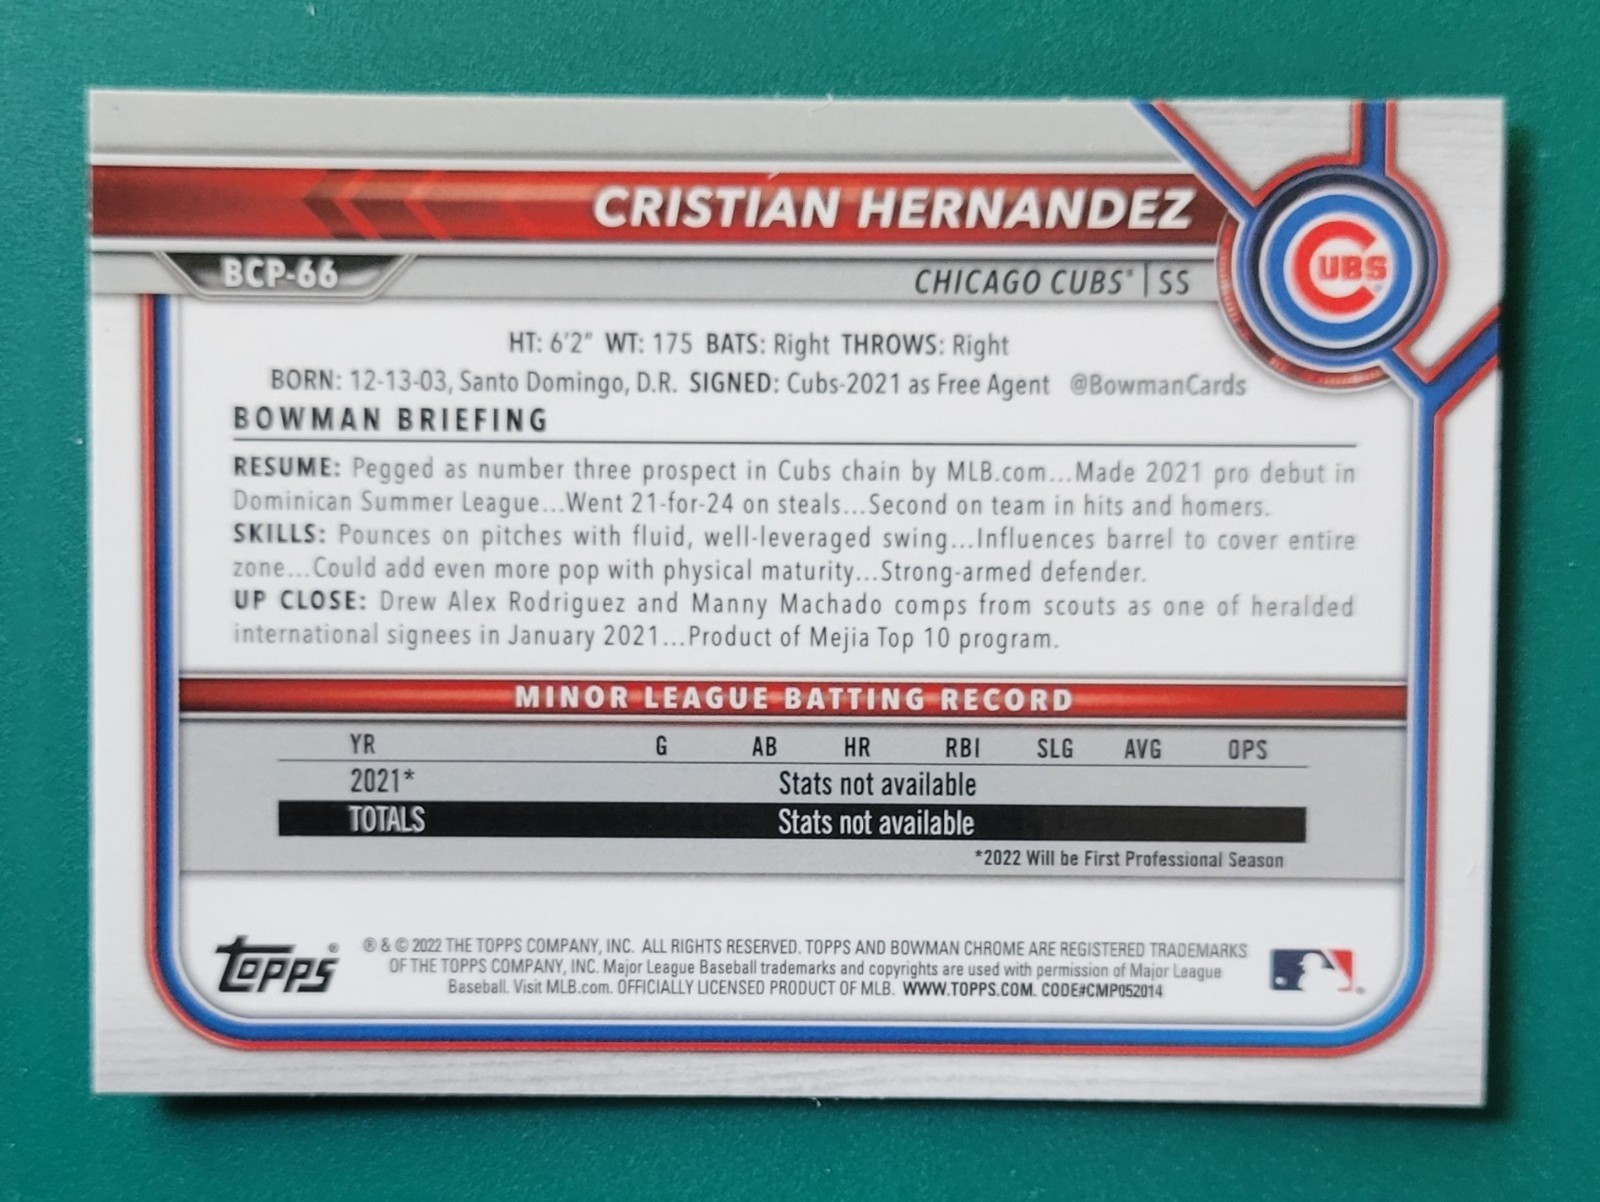 CRISTIAN HERNANDEZ
BCP-66
CHICAGO CUBS® | SS
CUBS
HT: 6'2" WT: 175 BATS: Right THROWS: Right
BORN: 12-13-03, Santo Domingo, D.R. SIGNED: Cubs-2021 as Free Agent @BowmanCards
BOWMAN BRIEFING
RESUME: Pegged as number three prospect in Cubs chain by MLB.com...Made 2021 pro debut in
Dominican Summer League...Went 21-for-24 on steals...Second on team in hits and homers.
SKILLS: Pounces on pitches with fluid, well-leveraged swing...Influences barrel to cover entire
zone...Could add even more pop with physical maturity...Strong-armed defender.
UP CLOSE: Drew Alex Rodriguez and Manny Machado comps from scouts as one of heralded
international signees in January 2021...Product of Mejia Top 10 program.
MINOR LEAGUE BATTING RECORD
YR G AB HR RBI SLG AVG OPS
2021* Stats not available
TOTALS Stats not available
*2022 Will be First Professional Season
topps®
® & © 2022 THE TOPPS COMPANY, INC. ALL RIGHTS RESERVED. TOPPS AND BOWMAN CHROME ARE REGISTERED TRADEMARKS
OF THE TOPPS COMPANY, INC. Major League Baseball trademarks and copyrights are used with permission of Major League
Baseball. Visit MLB.com. OFFICIALLY LICENSED PRODUCT OF MLB. WWW.TOPPS.COM. CODE#CMP052014